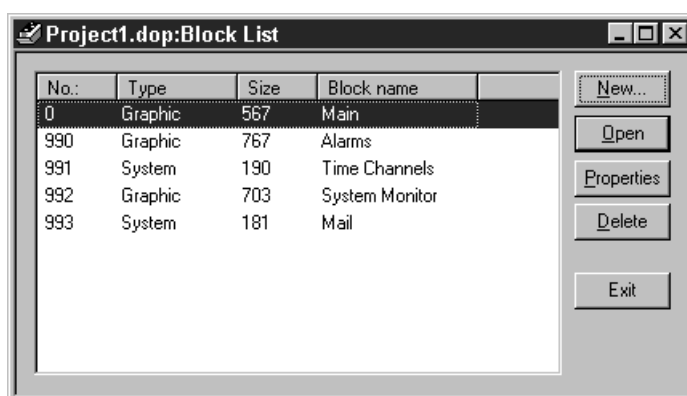 Project1.dop:Block List
No.: Type Size Block name
0 Graphic 567 Main
990 Graphic 767 Alarms
991 System 190 Time Channels
992 Graphic 703 System Monitor
993 System 181 Mail
New...
Open
Properties
Delete
Exit